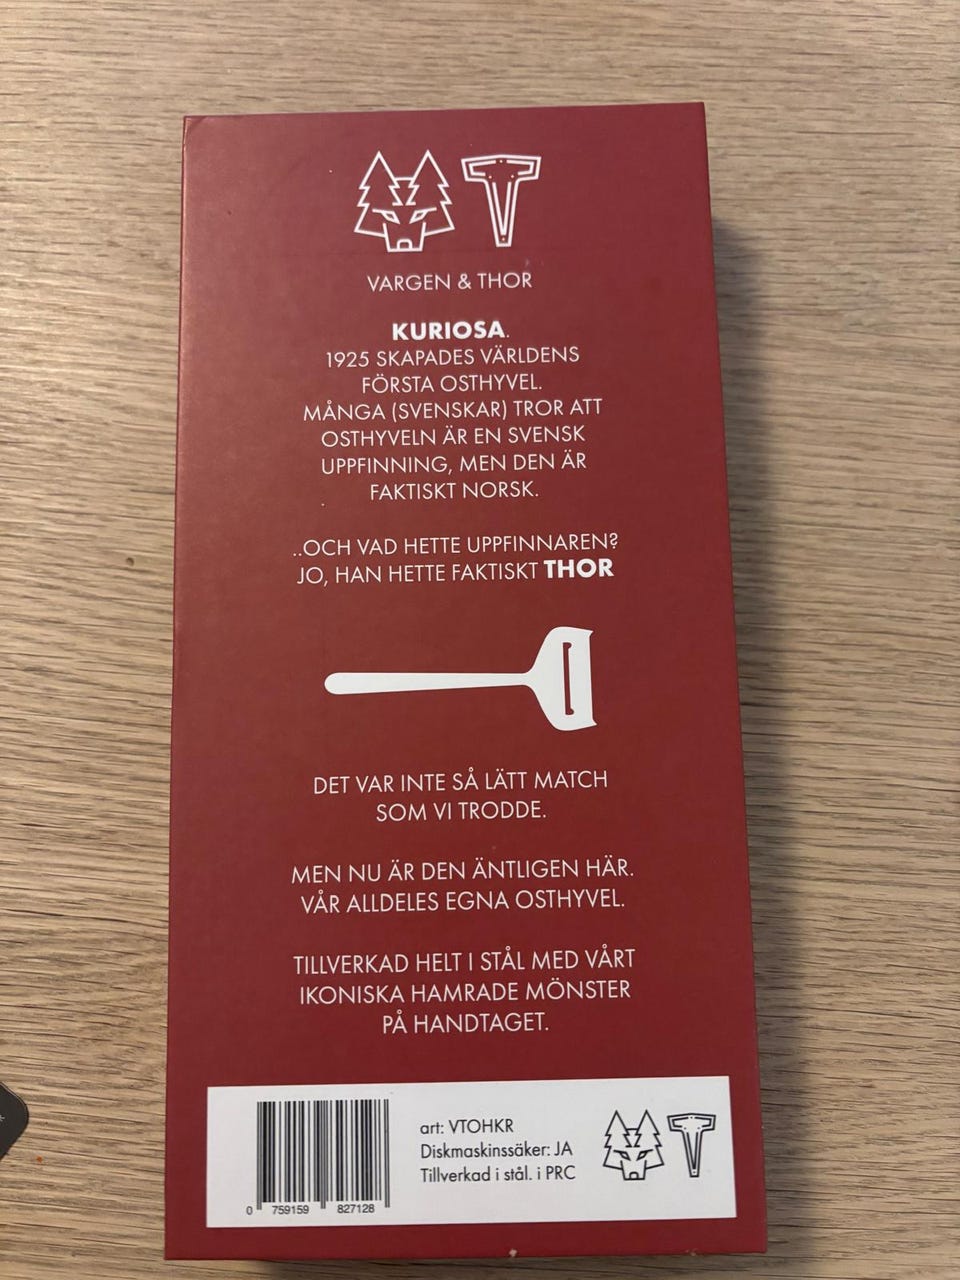 VARGEN & THOR
KURIOSA.
1925 SKAPADES VÄRLDENS
FÖRSTA OSTHYVEL.
MÅNGA (SVENSKAR) TROR ATT
OSTHYVELN ÄR EN SVENSK
UPPFINNING, MEN DEN ÄR
FAKTISKT NORSK.
..OCH VAD HETTE UPPFINNAREN?
JO, HAN HETTE FAKTISKT THOR
DET VAR INTE SÅ LÄTT MATCH
SOM VI TRODDE.
MEN NU ÄR DEN ÄNTLIGEN HÄR.
VÅR ALLDELES EGNA OSTHYVEL.
TILLVERKAD HELT I STÅL MED VÅRT
IKONISKA HAMRADE MÖNSTER
PÅ HANDTAGET.
art: VTOHKR
Diskmaskinssäker: JA
Tillverkad i stål. i PRC
0 759159 827128